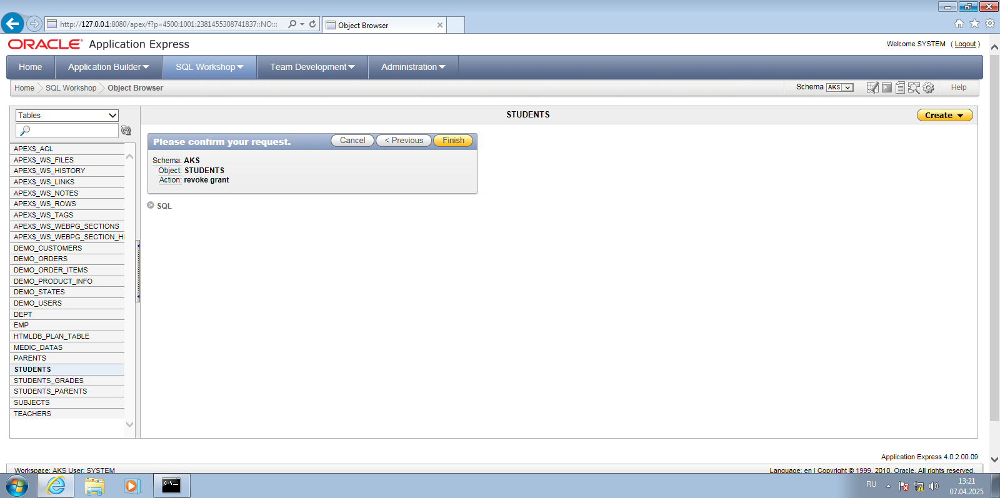 http://127.0.0.1:8080/apex/f?p=4500:1001:2381455308741837::NO:::
Object Browser
ORACLE® Application Express
Welcome SYSTEM ( Logout )
Home
Application Builder
SQL Workshop
Team Development
Administration
Home
SQL Workshop
Object Browser
Schema AKS
Help
Tables
STUDENTS
Create
APEX$_ACL
APEX$_WS_FILES
APEX$_WS_HISTORY
APEX$_WS_LINKS
APEX$_WS_NOTES
APEX$_WS_ROWS
APEX$_WS_TAGS
APEX$_WS_WEBPG_SECTIONS
APEX$_WS_WEBPG_SECTION_HI
DEMO_CUSTOMERS
DEMO_ORDERS
DEMO_ORDER_ITEMS
DEMO_PRODUCT_INFO
DEMO_STATES
DEMO_USERS
DEPT
EMP
HTMLDB_PLAN_TABLE
MEDIC_DATAS
PARENTS
STUDENTS
STUDENTS_GRADES
STUDENTS_PARENTS
SUBJECTS
TEACHERS
Please confirm your request.
Cancel
< Previous
Finish
Schema: AKS
Object: STUDENTS
Action: revoke grant
SQL
Application Express 4.0.2.00.09
Workspace: AKS User: SYSTEM
Language: en | Copyright © 1999, 2010, Oracle. All rights reserved.
C:\
RU
13:21
07.04.2025